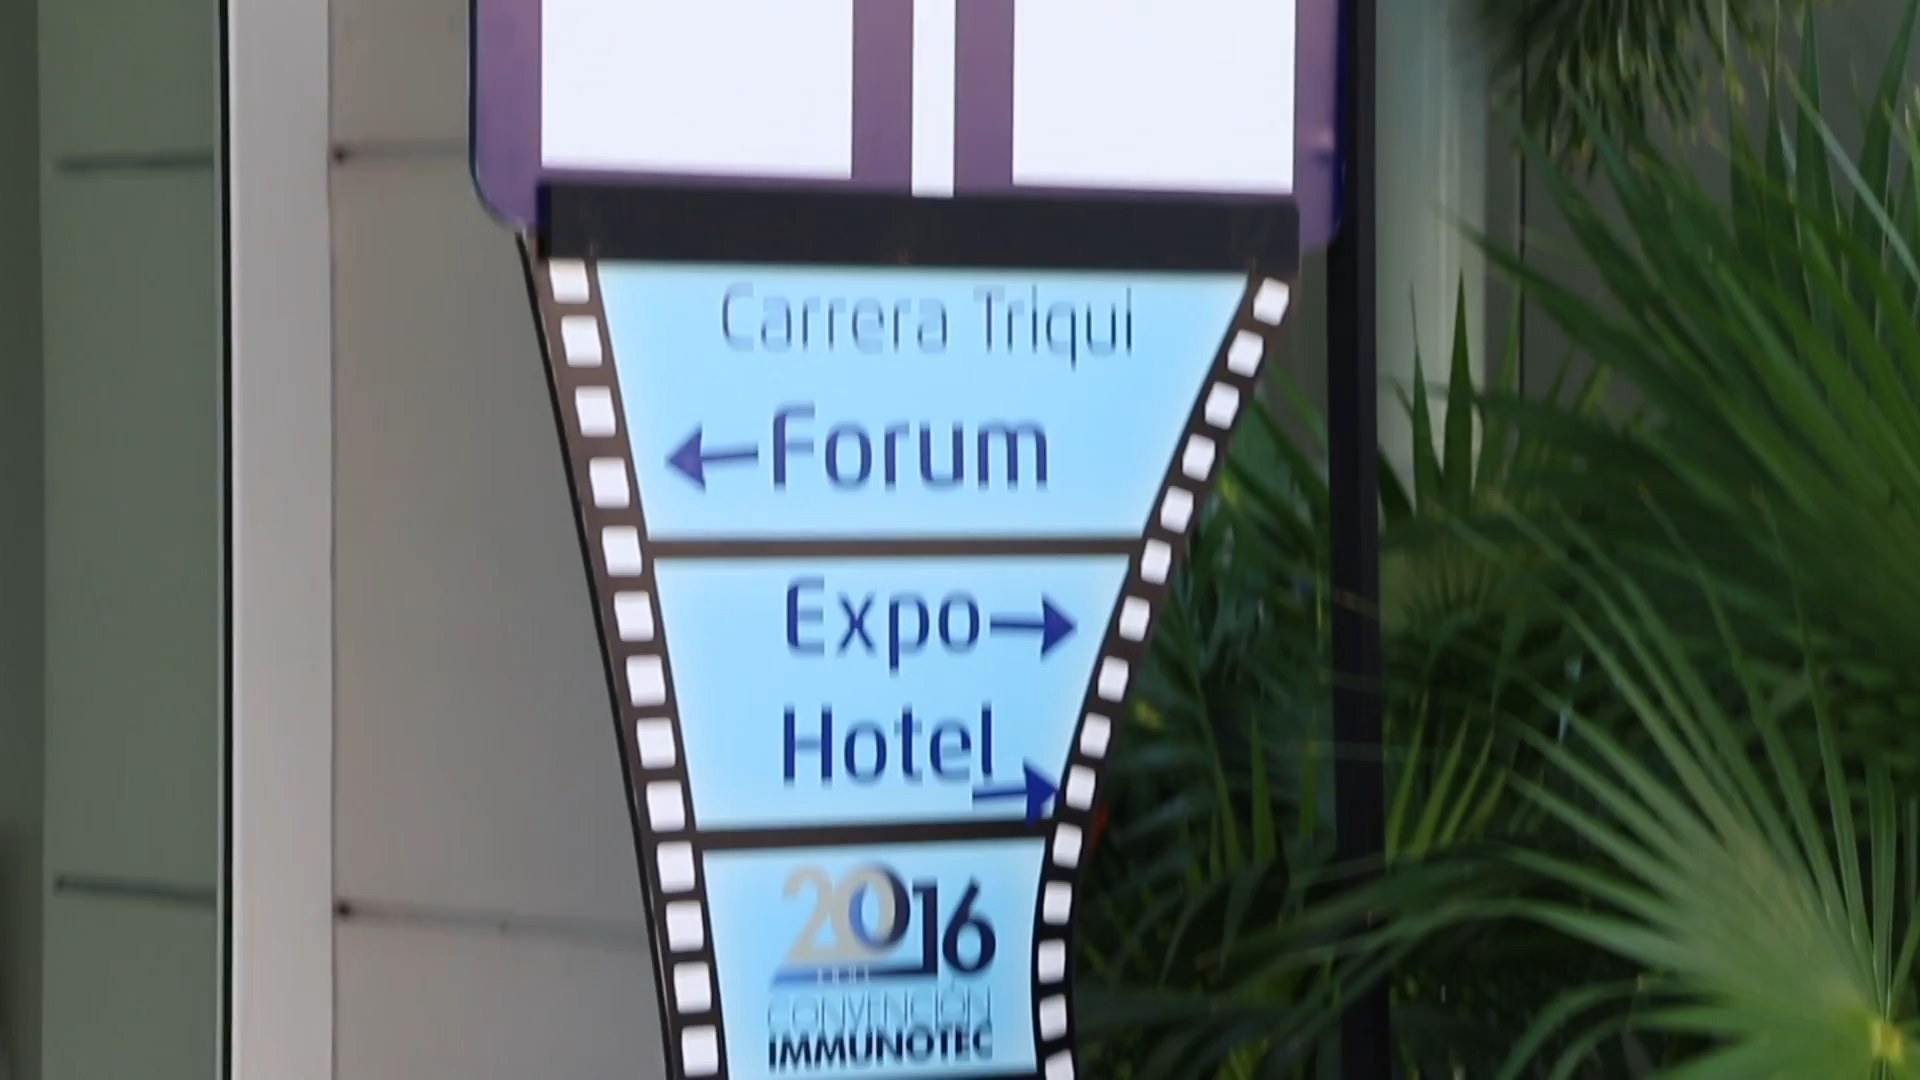 Carrera Triqui
←Forum
Expo→
Hotel
→
2016
CONVENCIÓN
IMMUNOTEC